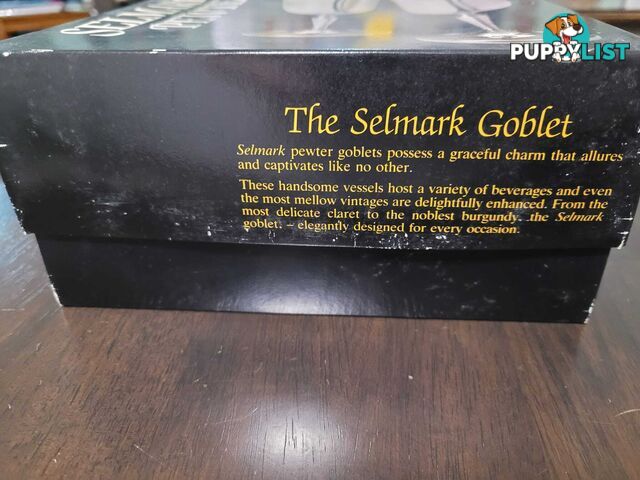 PUPPYLIST
The Selmark Goblet
Selmark pewter goblets possess a graceful charm that allures
and captivates like no other.
These handsome vessels host a variety of beverages and even
the most mellow vintages are delightfully enhanced. From the
most delicate claret to the noblest burgundy. .the Selmark
goblet. – elegantly designed for every occasion.